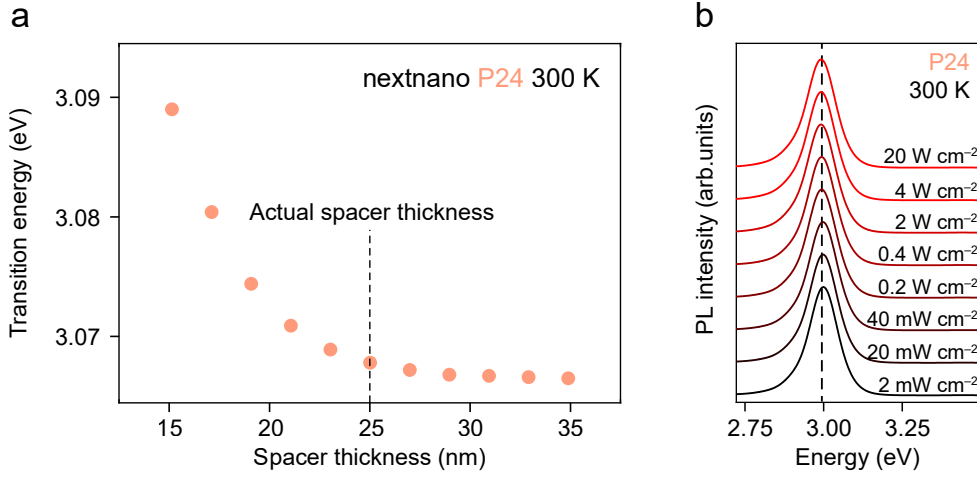 a
nextnano P24 300 K
3.09
3.08
3.07
Transition energy (eV)
Actual spacer thickness
15
20
25
30
35
Spacer thickness (nm)
b
P24
300 K
PL intensity (arb.units)
20 W cm⁻²
4 W cm⁻²
2 W cm⁻²
0.4 W cm⁻²
0.2 W cm⁻²
40 mW cm⁻²
20 mW cm⁻²
2 mW cm⁻²
2.75
3.00
3.25
Energy (eV)